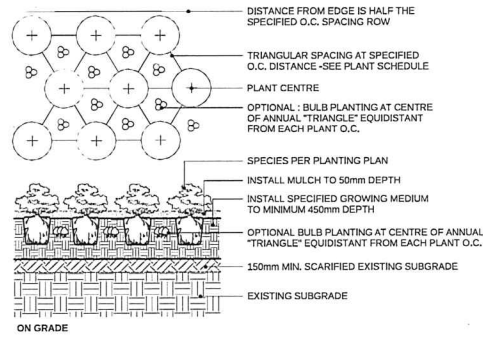 DISTANCE FROM EDGE IS HALF THE
SPECIFIED O.C. SPACING ROW
TRIANGULAR SPACING AT SPECIFIED
O.C. DISTANCE -SEE PLANT SCHEDULE
PLANT CENTRE
OPTIONAL : BULB PLANTING AT CENTRE
OF ANNUAL "TRIANGLE" EQUIDISTANT
FROM EACH PLANT O.C.
SPECIES PER PLANTING PLAN
INSTALL MULCH TO 50mm DEPTH
INSTALL SPECIFIED GROWING MEDIUM
TO MINIMUM 450mm DEPTH
OPTIONAL BULB PLANTING AT CENTRE OF ANNUAL
"TRIANGLE" EQUIDISTANT FROM EACH PLANT O.C.
150mm MIN. SCARIFIED EXISTING SUBGRADE
EXISTING SUBGRADE
ON GRADE